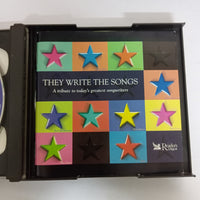 THEY WRITE THE SONGS
A tribute to today's greatest songwriters
Reader's
Digest